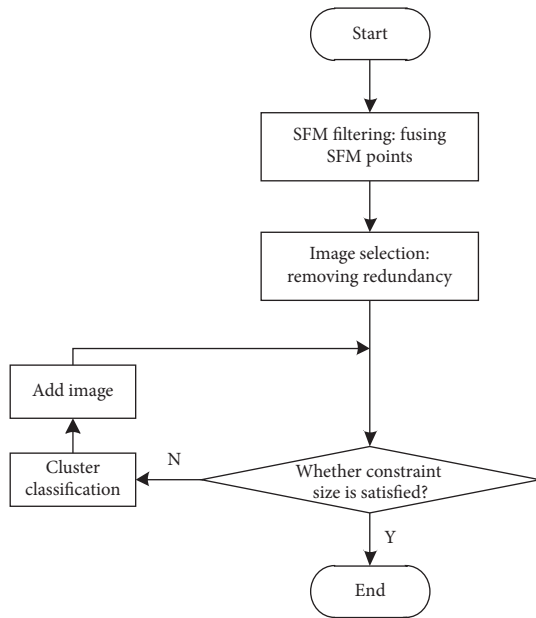 Start
SFM filtering: fusing
SFM points
Image selection:
removing redundancy
Add image
Cluster
classification
N
Whether constraint
size is satisfied?
Y
End